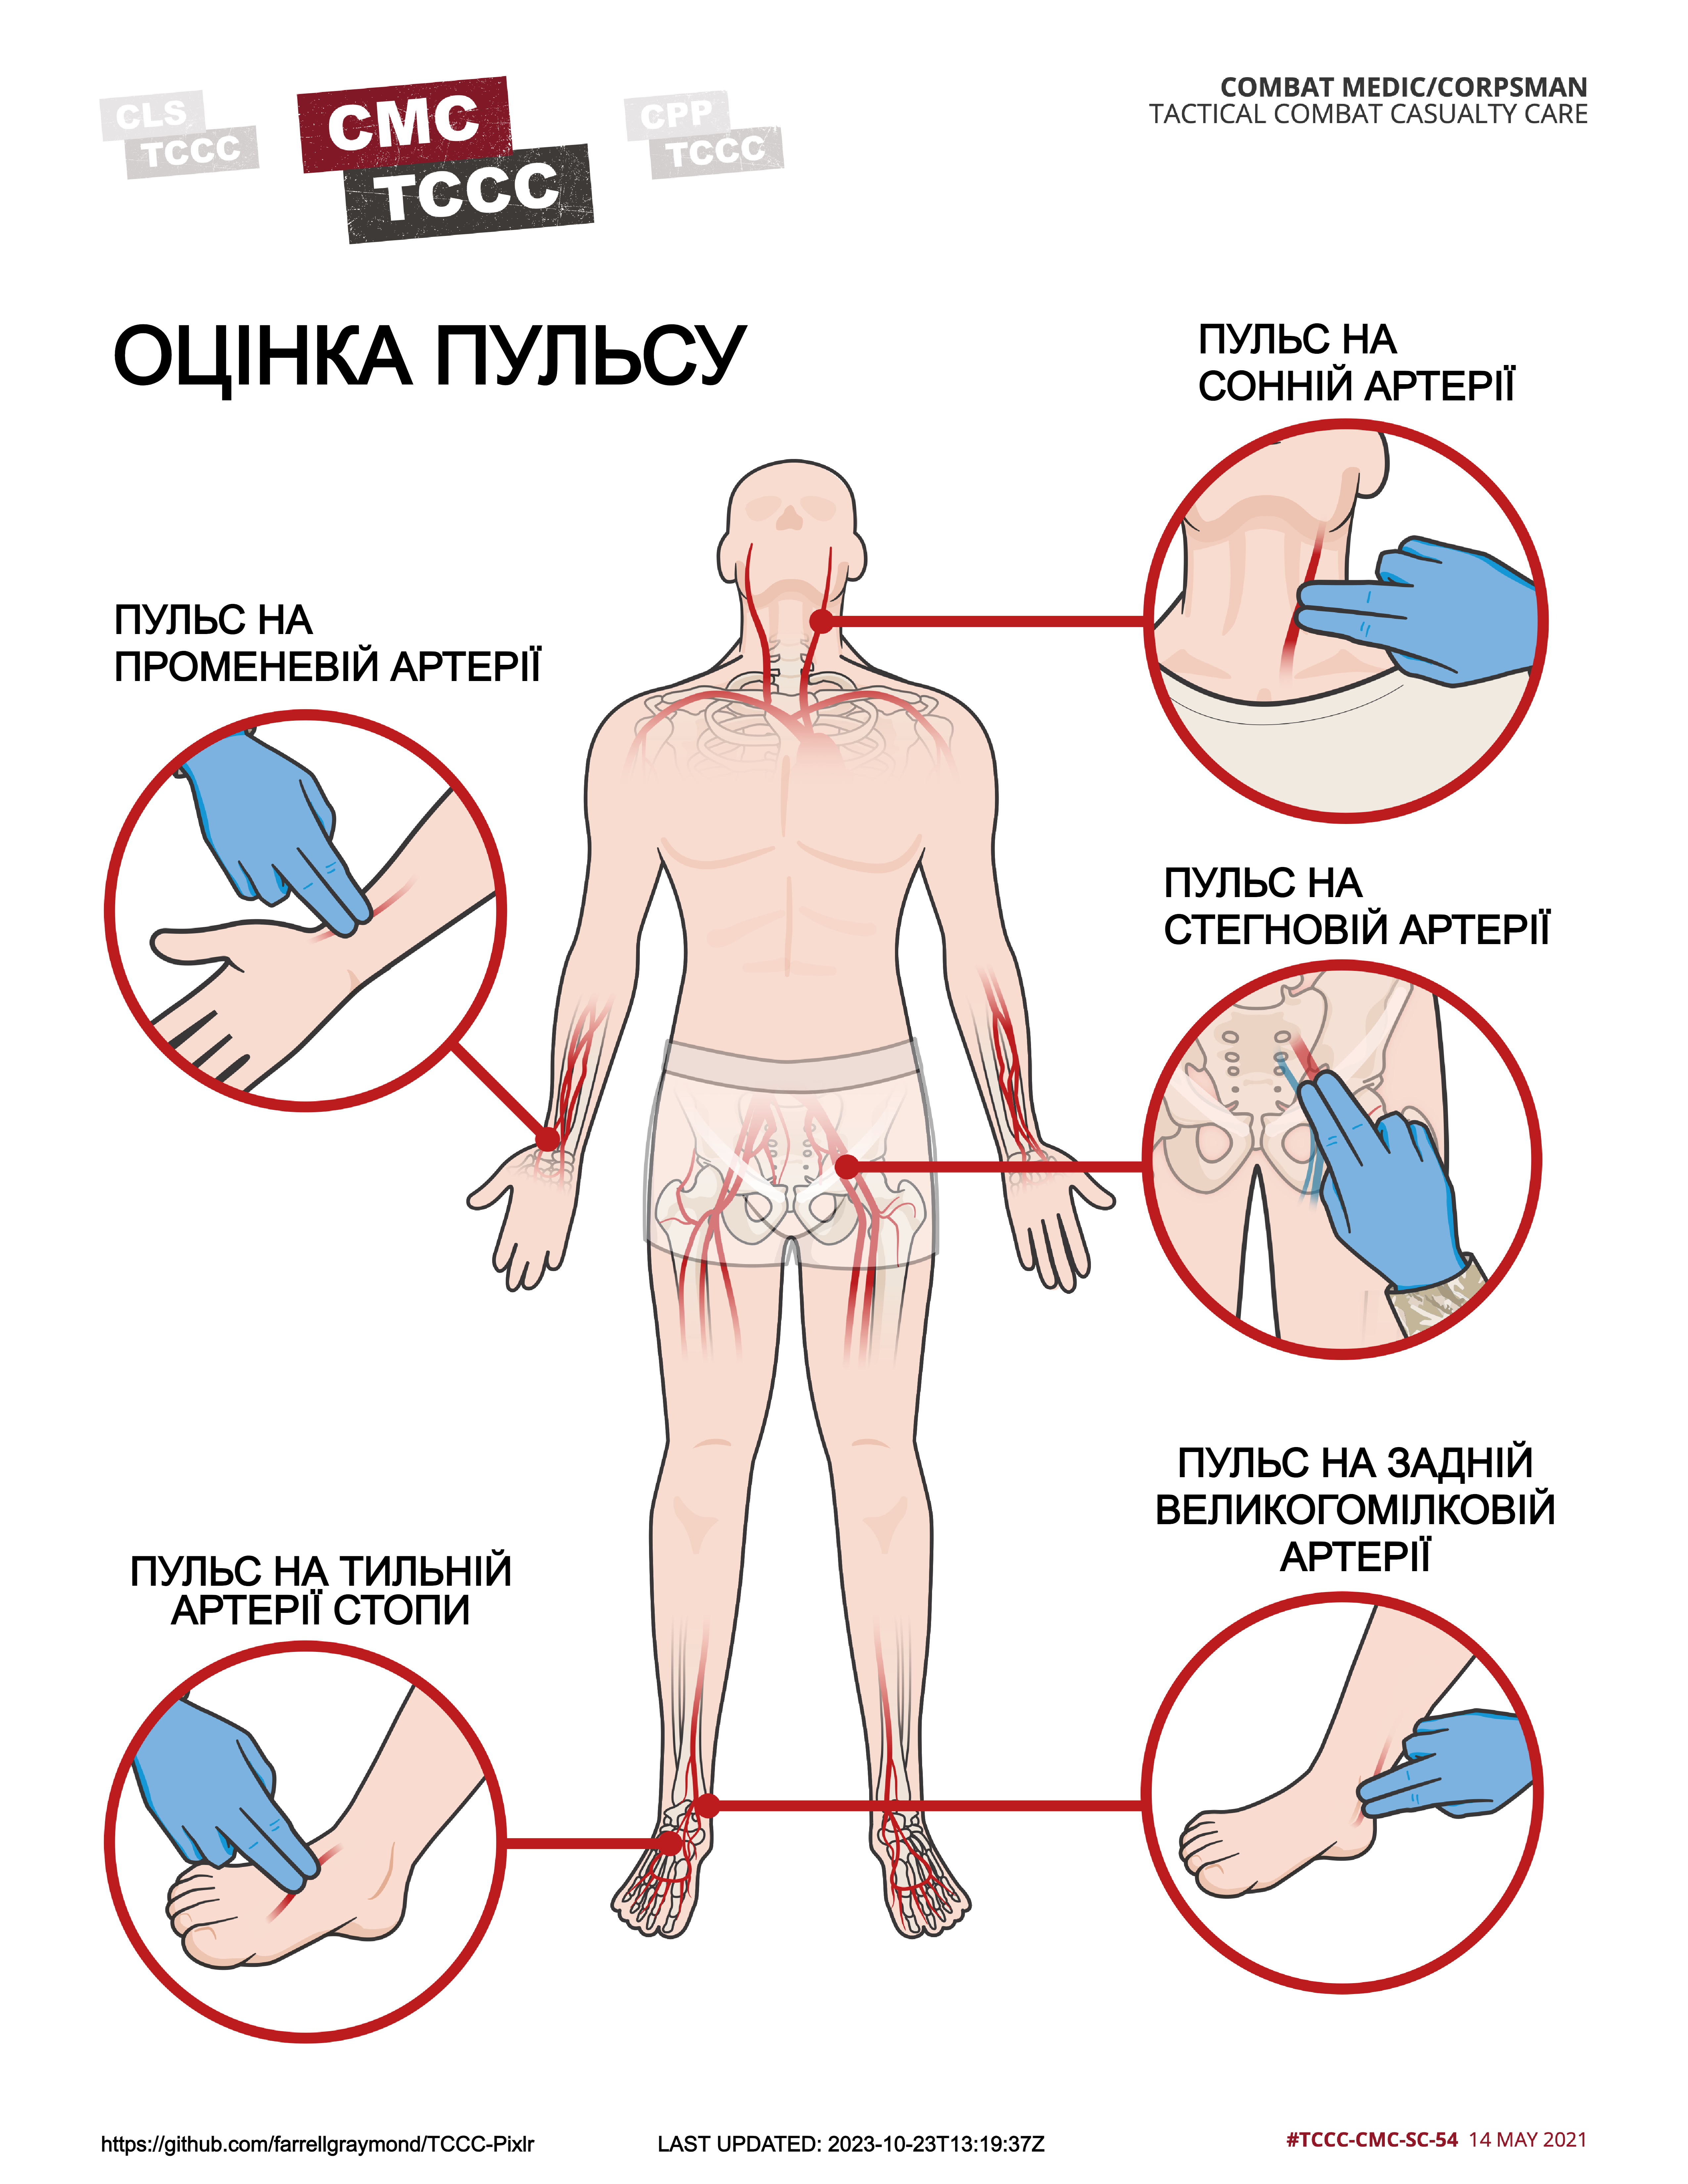 CLS
TCCC
CMC
TCCC
CPP
TCCC
COMBAT MEDIC/CORPSMAN
TACTICAL COMBAT CASUALTY CARE
ОЦІНКА ПУЛЬСУ
ПУЛЬС НА
СОННІЙ АРТЕРІЇ
ПУЛЬС НА
ПРОМЕНЕВІЙ АРТЕРІЇ
ПУЛЬС НА
СТЕГНОВІЙ АРТЕРІЇ
ПУЛЬС НА ЗАДНІЙ
ВЕЛИКОГОМІЛКОВІЙ
АРТЕРІЇ
ПУЛЬС НА ТИЛЬНІЙ
АРТЕРІЇ СТОПИ
https://github.com/farrellgraymond/TCCC-Pixlr
LAST UPDATED: 2023-10-23T13:19:37Z
#TCCC-CMC-SC-54 14 MAY 2021